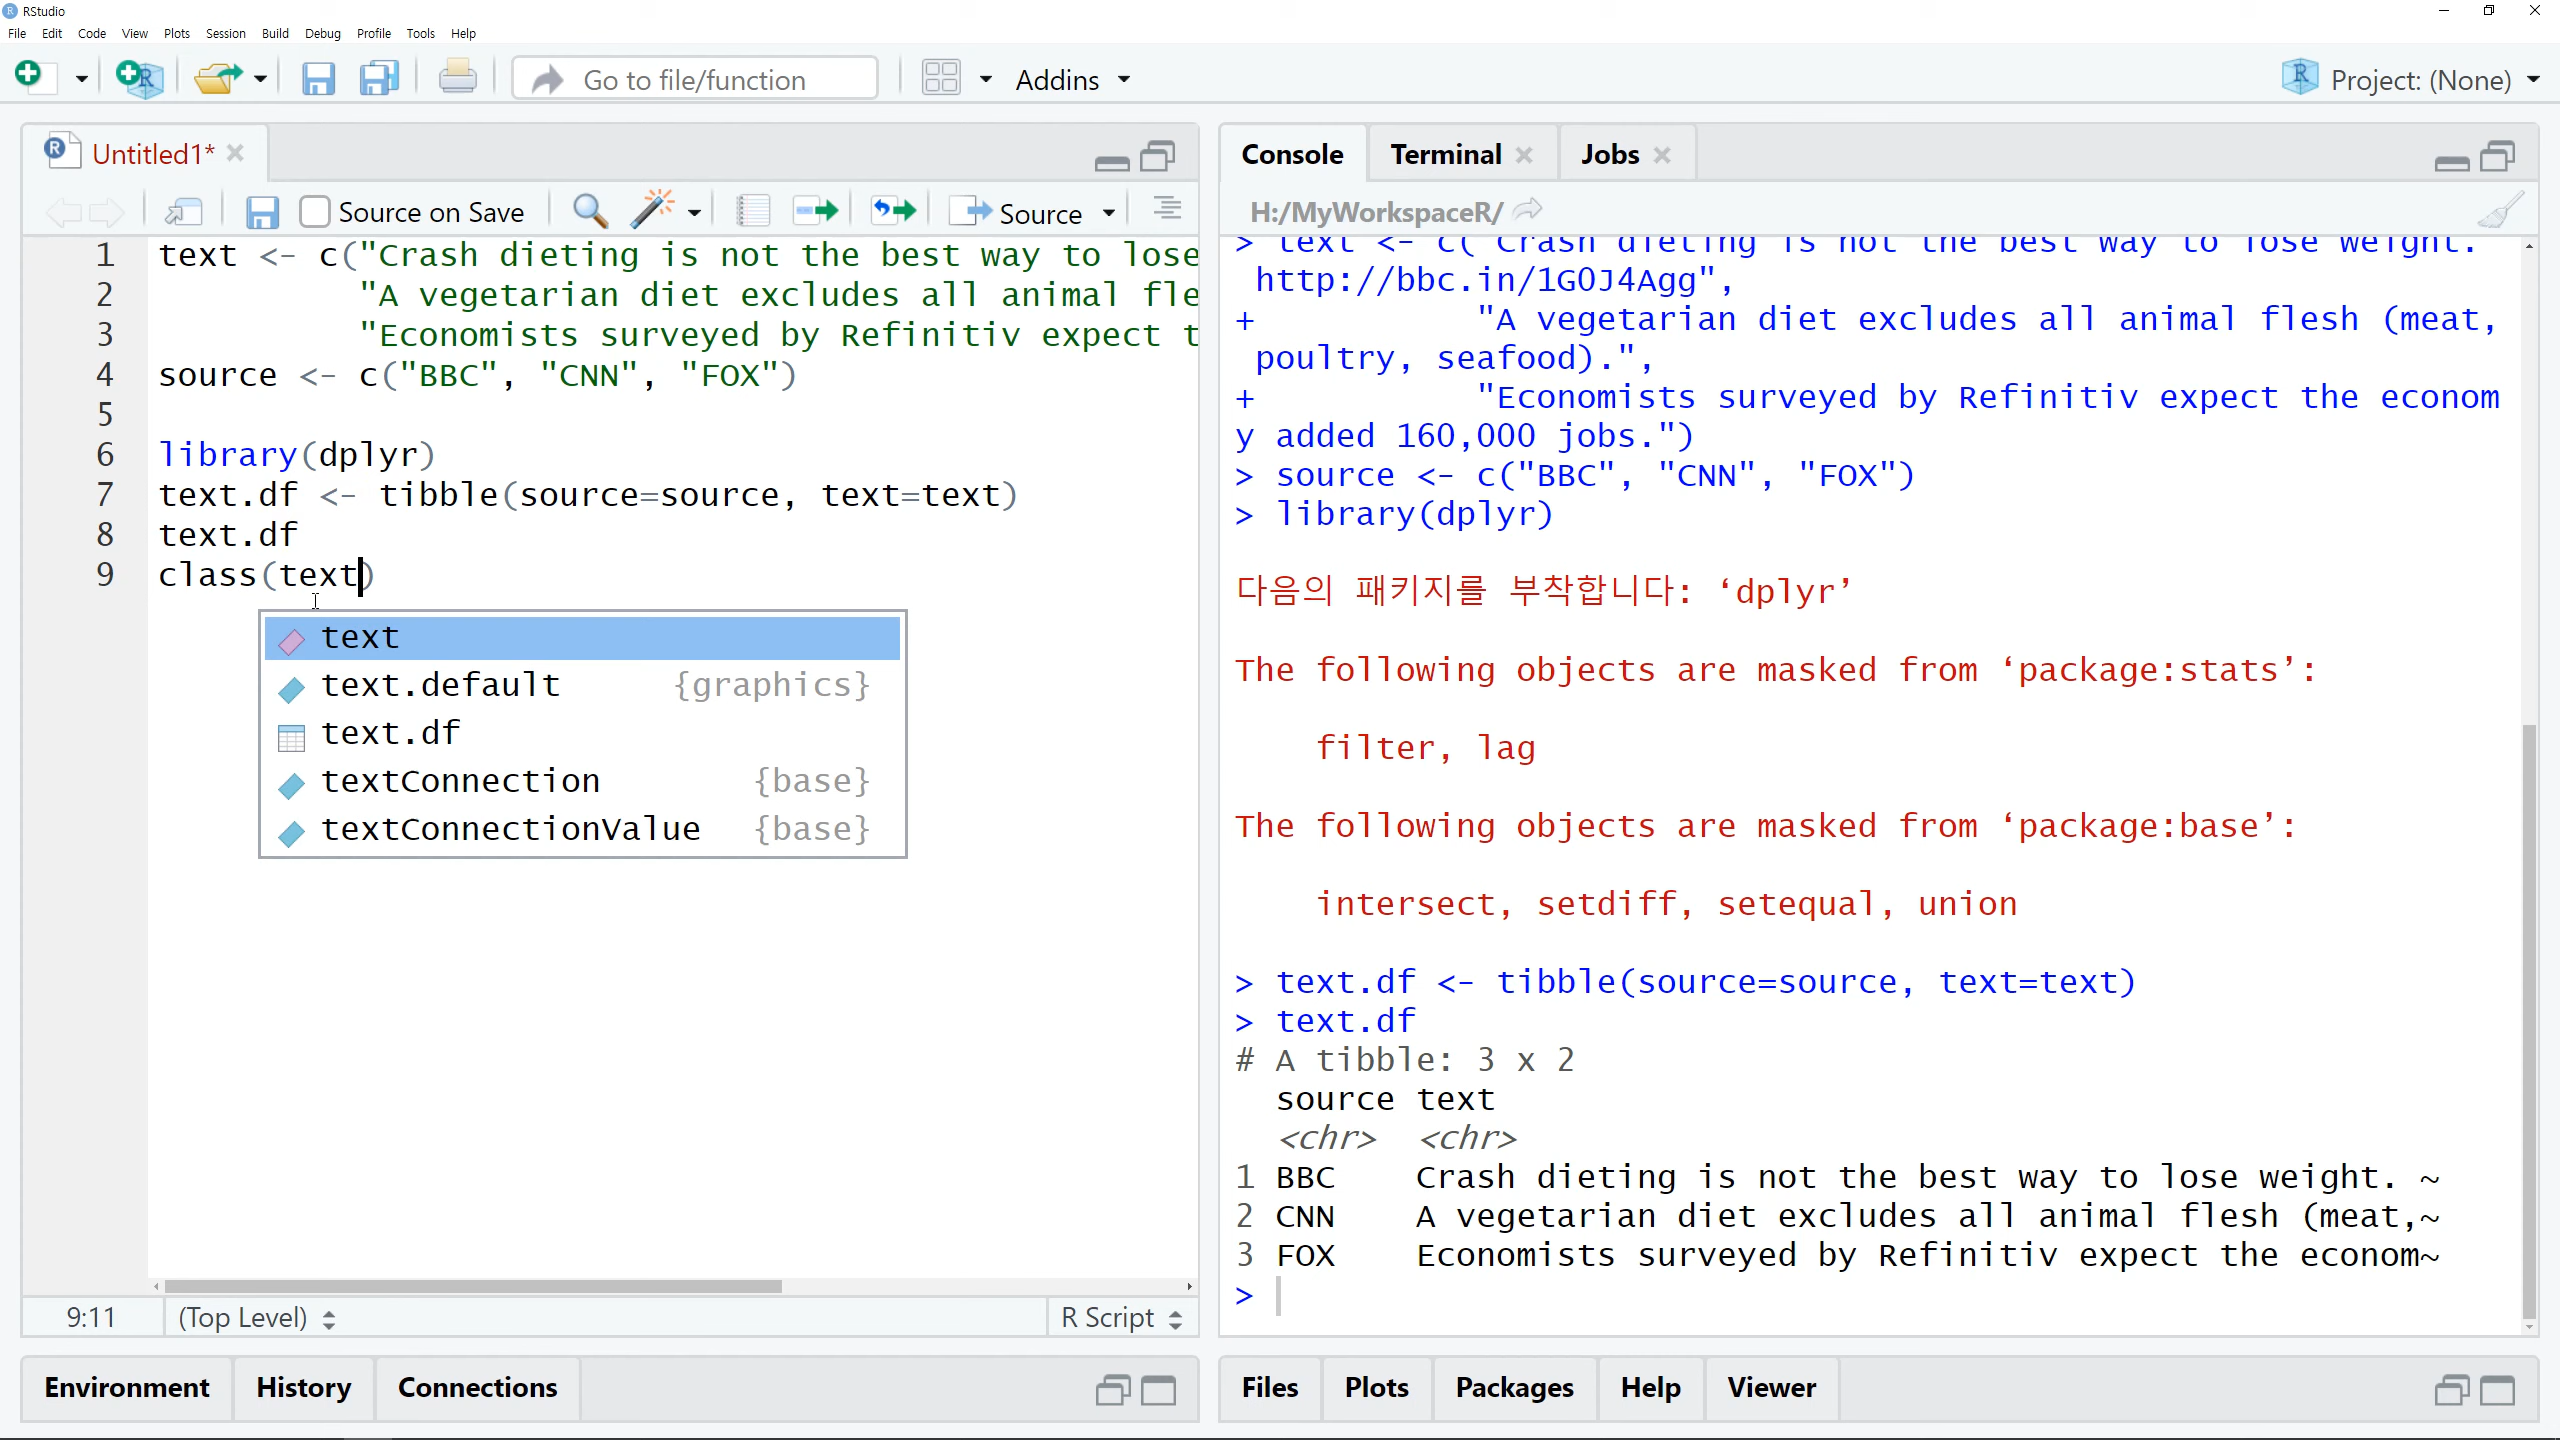 RStudio
File Edit Code View Plots Session Build Debug Profile Tools Help
Go to file/function Addins Project: (None)
Untitled1*
Source on Save Source
1 text <- c("Crash dieting is not the best way to lose
2 "A vegetarian diet excludes all animal fle
3 "Economists surveyed by Refinitiv expect t
4 source <- c("BBC", "CNN", "FOX")
5
6 library(dplyr)
7 text.df <- tibble(source=source, text=text)
8 text.df
9 class(text)
text
text.default {graphics}
text.df
textConnection {base}
textConnectionValue {base}
9:11 (Top Level) R Script
Environment History Connections
Console Terminal Jobs
H:/MyWorkspaceR/
> text <- c("Crash dieting is not the best way to lose weight.
http://bbc.in/1G0J4Agg",
+ "A vegetarian diet excludes all animal flesh (meat,
poultry, seafood).",
+ "Economists surveyed by Refinitiv expect the econom
y added 160,000 jobs.")
> source <- c("BBC", "CNN", "FOX")
> library(dplyr)
다음의 패키지를 부착합니다: ‘dplyr’
The following objects are masked from ‘package:stats’:
filter, lag
The following objects are masked from ‘package:base’:
intersect, setdiff, setequal, union
> text.df <- tibble(source=source, text=text)
> text.df
# A tibble: 3 x 2
source text
<chr> <chr>
1 BBC Crash dieting is not the best way to lose weight. ~
2 CNN A vegetarian diet excludes all animal flesh (meat,~
3 FOX Economists surveyed by Refinitiv expect the econom~
>
Files Plots Packages Help Viewer